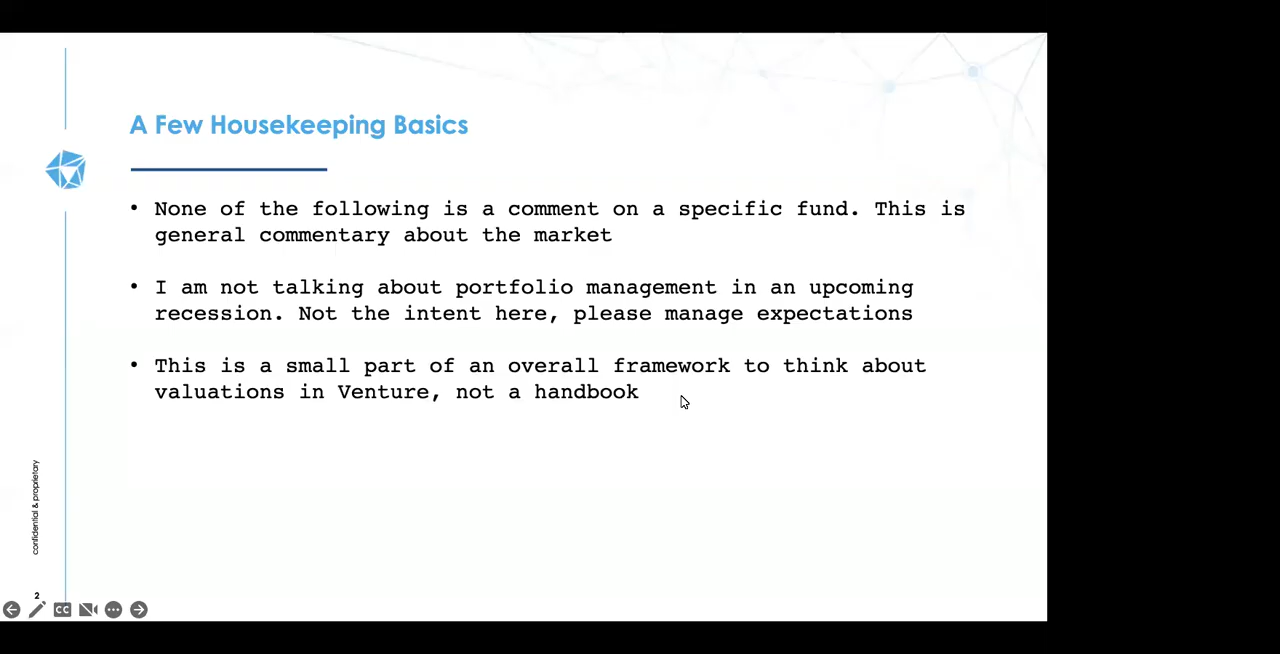 A Few Housekeeping Basics
• None of the following is a comment on a specific fund. This is
general commentary about the market
• I am not talking about portfolio management in an upcoming
recession. Not the intent here, please manage expectations
• This is a small part of an overall framework to think about
valuations in Venture, not a handbook
confidential & proprietary
2
CC